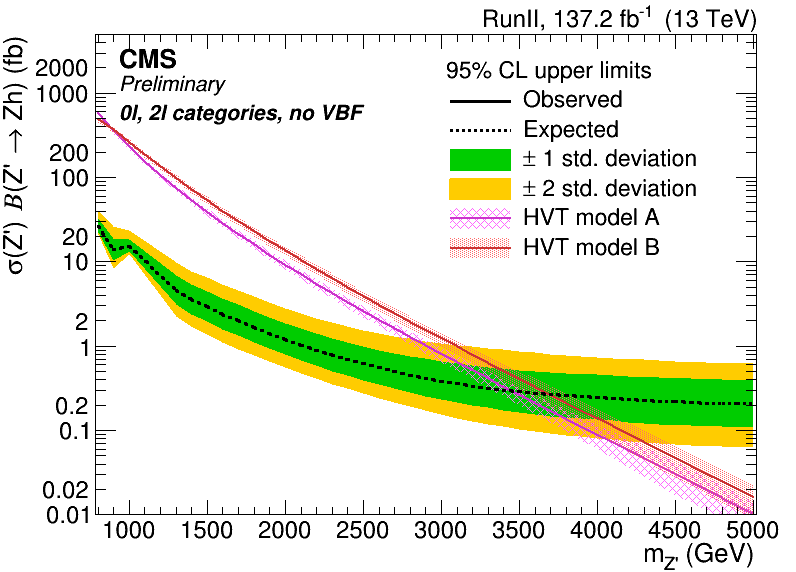 RunII, 137.2 fb⁻¹ (13 TeV)
CMS
Preliminary
0l, 2l categories, no VBF
95% CL upper limits
Observed
Expected
± 1 std. deviation
± 2 std. deviation
HVT model A
HVT model B
σ(Z') B(Z' → Zh) (fb)
2000
1000
200
100
20
10
2
1
0.2
0.1
0.02
0.01
1000 1500 2000 2500 3000 3500 4000 4500 5000
m_Z' (GeV)